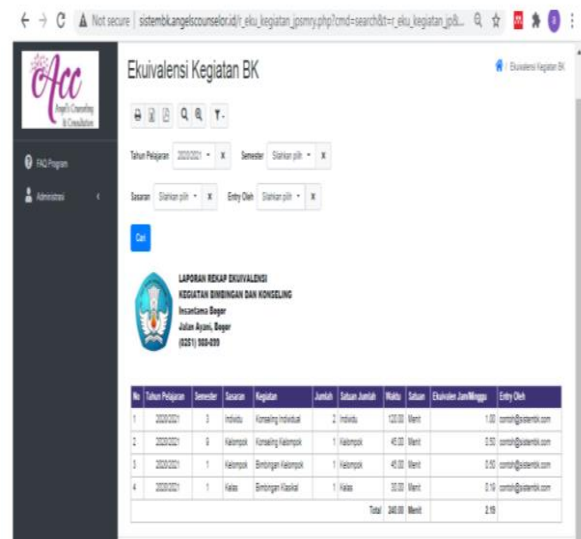 Not secure | sistembk.angelscounselor.id/r_eku_kegiatan_jpsmry.php?cmd=search&t=r_eku_kegiatan_jp&...
Acc
Angel's Counseling
& Consultation
FAQ Program
Administrasi
Ekuivalensi Kegiatan BK
/ Ekuivalensi Kegiatan BK
Tahun Pelajaran 2020/2021 x Semester Silahkan pilih x
Sasaran Silahkan pilih x Entry Oleh Silahkan pilih x
Cari
LAPORAN REKAP EKUIVALENSI
KEGIATAN BIMBINGAN DAN KONSELING
Insantama Bogor
Jalan Ayani, Bogor
(0251)
No Tahun Pelajaran Semester Sasaran Kegiatan Jumlah Satuan Jumlah Waktu Satuan Ekuivalen Jam/Minggu Entry Oleh
1 2020/2021 Individu Konseling Individual 2 Individu 120.00 Menit 1.00 contoh@sistembk.com
2 2020/2021 Kelompok Konseling Kelompok 1 Kelompok 45.00 Menit 0.50 contoh@sistembk.com
3 2020/2021 1 Kelompok Bimbingan Kelompok 1 Kelompok 45.00 Menit 0.50 contoh@sistembk.com
4 2020/2021 1 Kelas Bimbingan Klasikal 1 Kelas 30.00 Menit 0.19 contoh@sistembk.com
Total 240.00 Menit 2.19